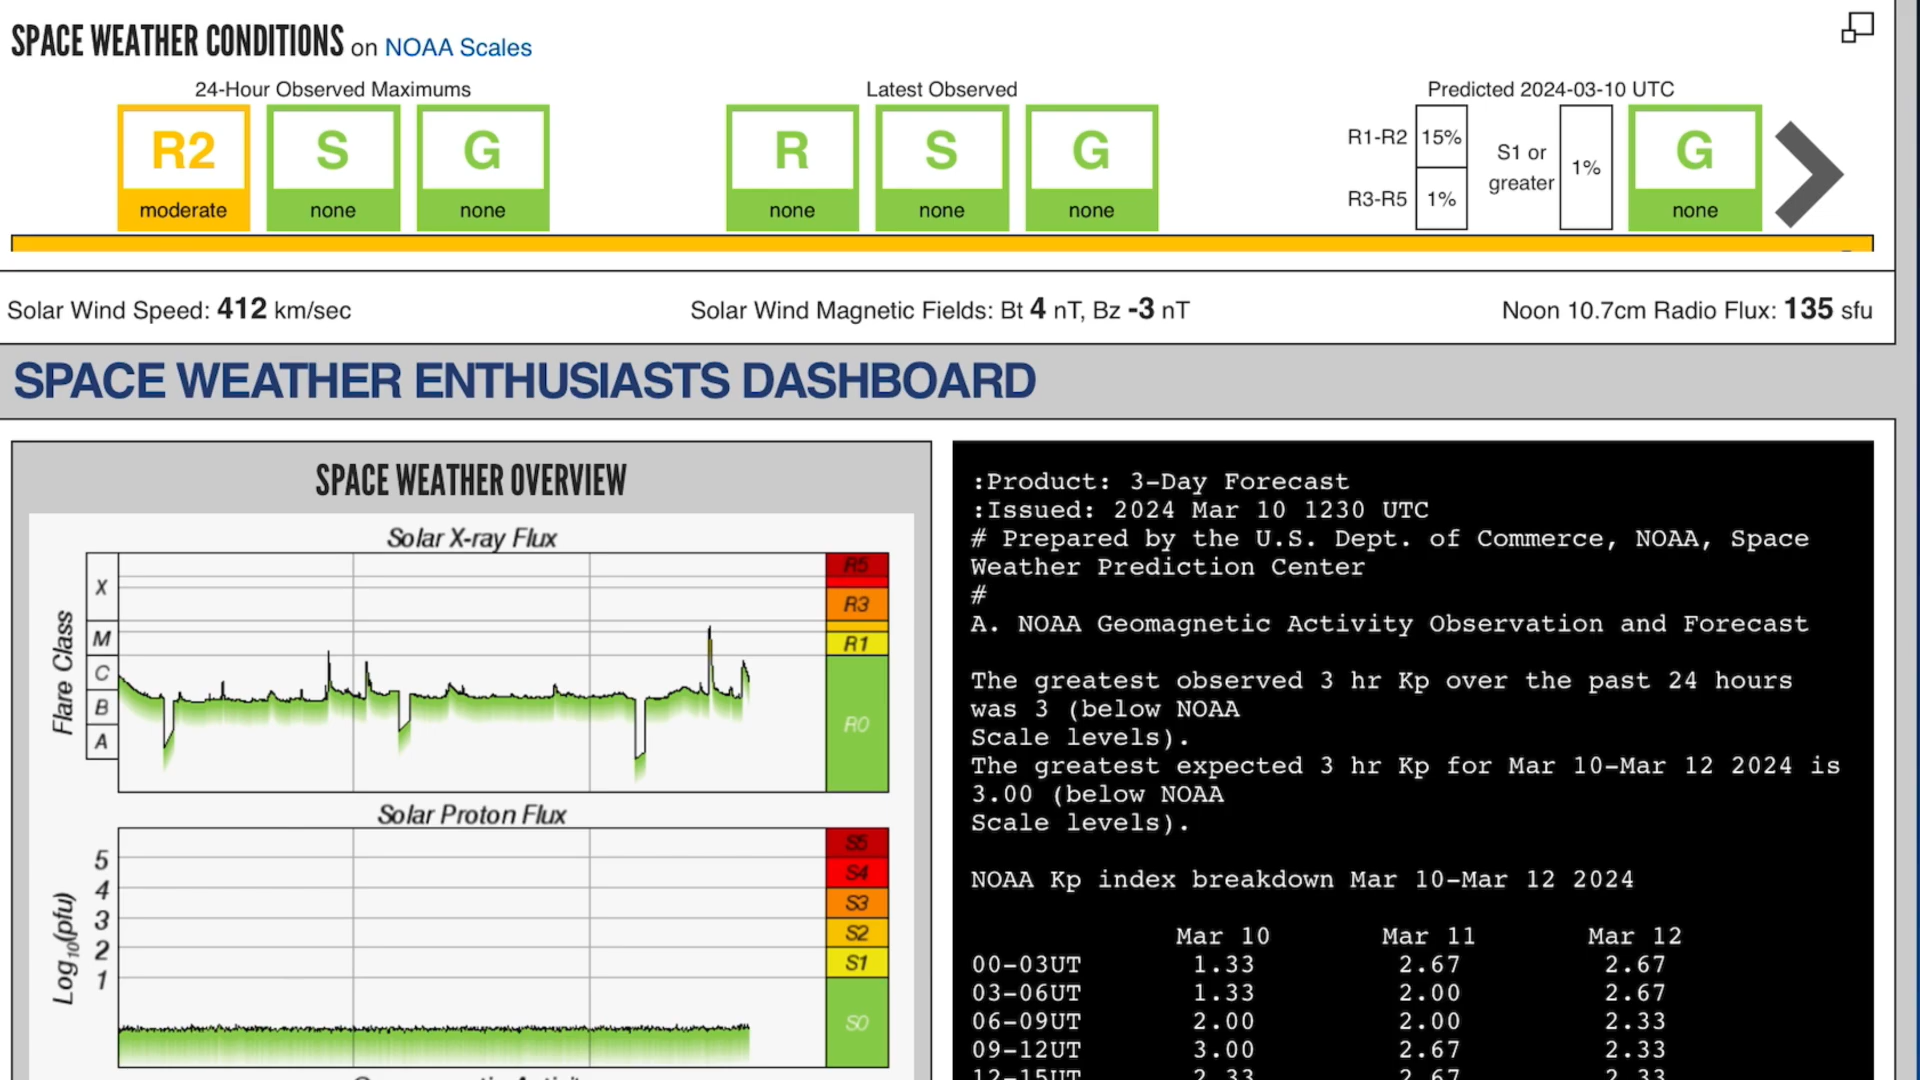 SPACE WEATHER CONDITIONS on NOAA Scales
24-Hour Observed Maximums
R2
moderate
S
none
G
none
Latest Observed
R
none
S
none
G
none
Predicted 2024-03-10 UTC
R1-R2 15%
R3-R5 1%
S1 or
greater
1%
G
none
Solar Wind Speed: 412 km/sec
Solar Wind Magnetic Fields: Bt 4 nT, Bz -3 nT
Noon 10.7cm Radio Flux: 135 sfu
SPACE WEATHER ENTHUSIASTS DASHBOARD
SPACE WEATHER OVERVIEW
Solar X-ray Flux
Flare Class
X
M
C
B
A
R5
R3
R1
R0
Solar Proton Flux
Log10(pfu)
5
4
3
2
1
S5
S4
S3
S2
S1
S0
:Product: 3-Day Forecast
:Issued: 2024 Mar 10 1230 UTC
# Prepared by the U.S. Dept. of Commerce, NOAA, Space
Weather Prediction Center
#
A. NOAA Geomagnetic Activity Observation and Forecast
The greatest observed 3 hr Kp over the past 24 hours
was 3 (below NOAA
Scale levels).
The greatest expected 3 hr Kp for Mar 10-Mar 12 2024 is
3.00 (below NOAA
Scale levels).
NOAA Kp index breakdown Mar 10-Mar 12 2024
Mar 10 Mar 11 Mar 12
00-03UT 1.33 2.67 2.67
03-06UT 1.33 2.00 2.67
06-09UT 2.00 2.00 2.33
09-12UT 3.00 2.67 2.33
12-15UT 2.33 2.67 2.33